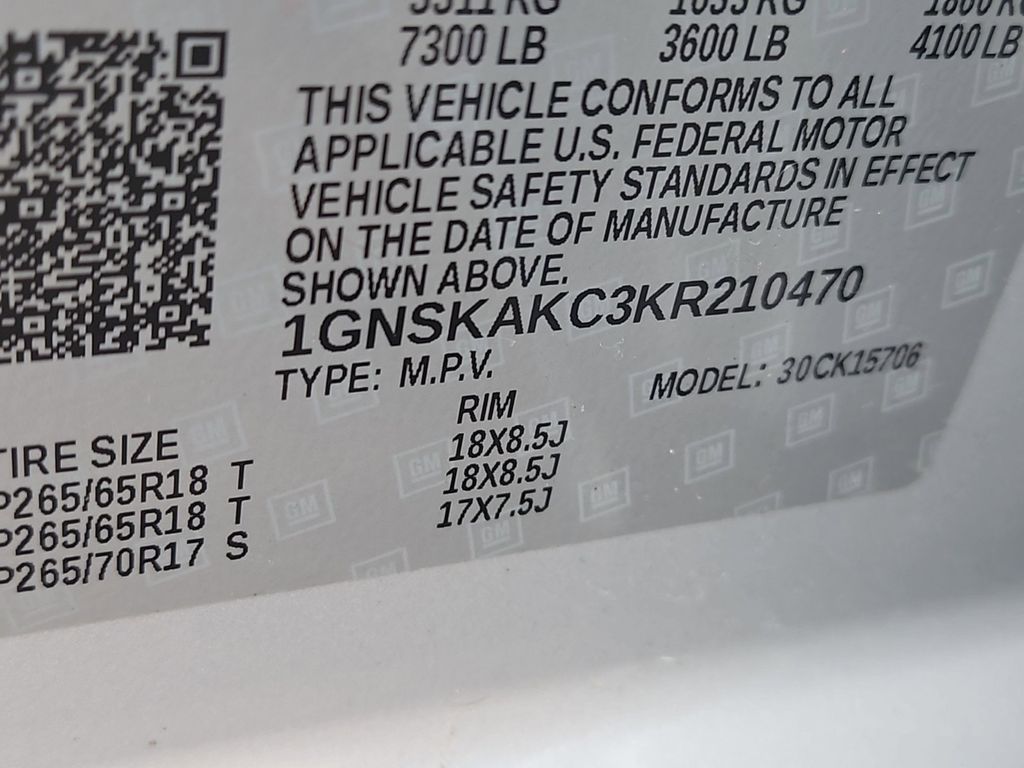 7300 LB 3600 LB 4100 LB
THIS VEHICLE CONFORMS TO ALL
APPLICABLE U.S. FEDERAL MOTOR
VEHICLE SAFETY STANDARDS IN EFFECT
ON THE DATE OF MANUFACTURE
SHOWN ABOVE.
1GNSKAKC3KR210470
TYPE: M.P.V. MODEL: 30CK15706
TIRE SIZE RIM
P265/65R18 T 18X8.5J
P265/65R18 T 18X8.5J
P265/70R17 S 17X7.5J